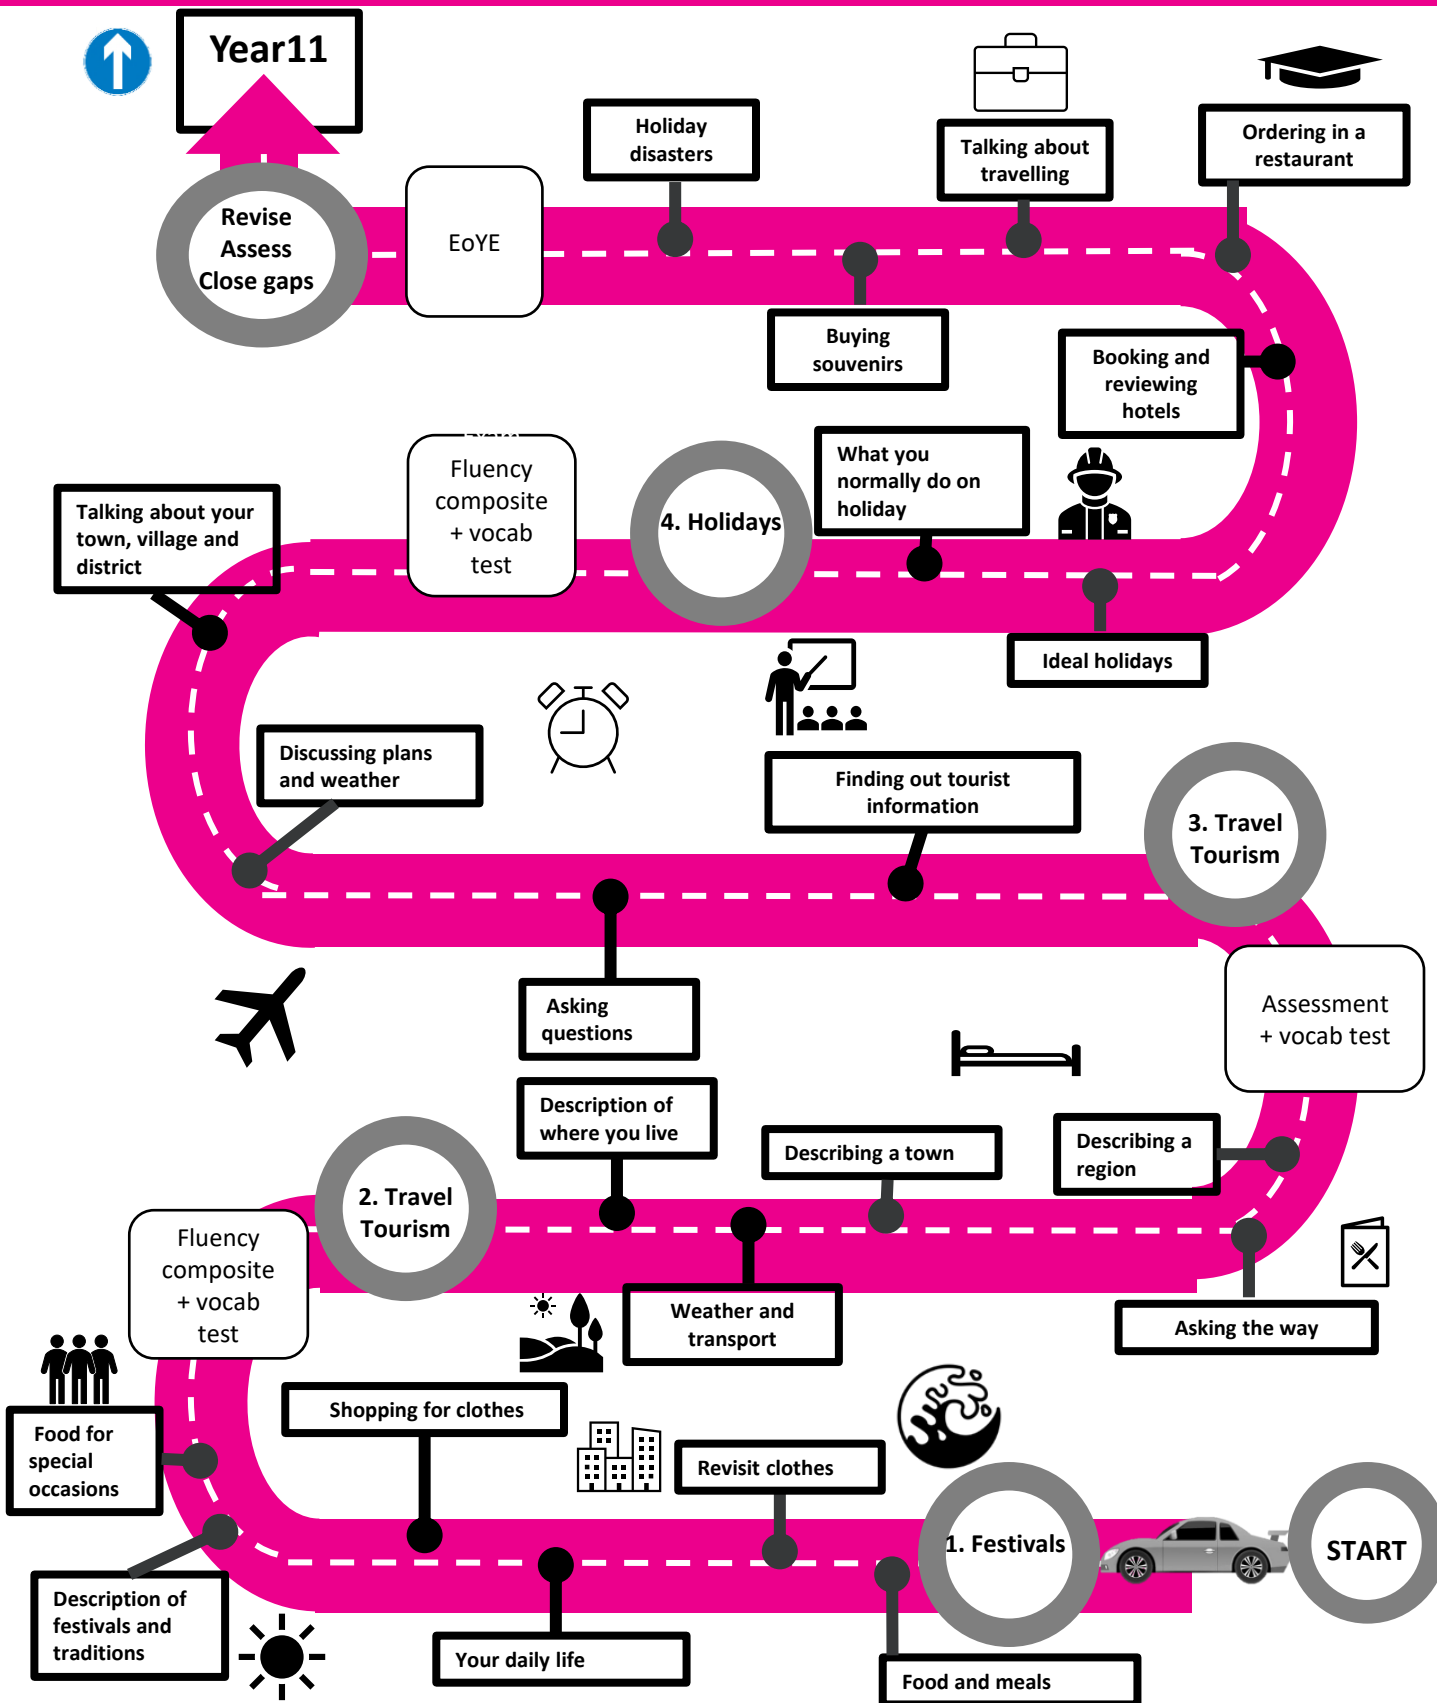 Year11
Holiday
disasters
Talking about
travelling
Ordering in a
restaurant
Revise
Assess
Close gaps
EoYE
Buying
souvenirs
Booking and
reviewing
hotels
Exam
Fluency
composite
+ vocab
test
4. Holidays
What you
normally do on
holiday
Talking about your
town, village and
district
Ideal holidays
Discussing plans
and weather
Finding out tourist
information
3. Travel
Tourism
Asking
questions
Assessment
+ vocab test
Description of
where you live
Describing a town
Describing a
region
2. Travel
Tourism
Fluency
composite
+ vocab
test
Weather and
transport
Asking the way
Shopping for clothes
Revisit clothes
Food for
special
occasions
1. Festivals
START
Description of
festivals and
traditions
Your daily life
Food and meals